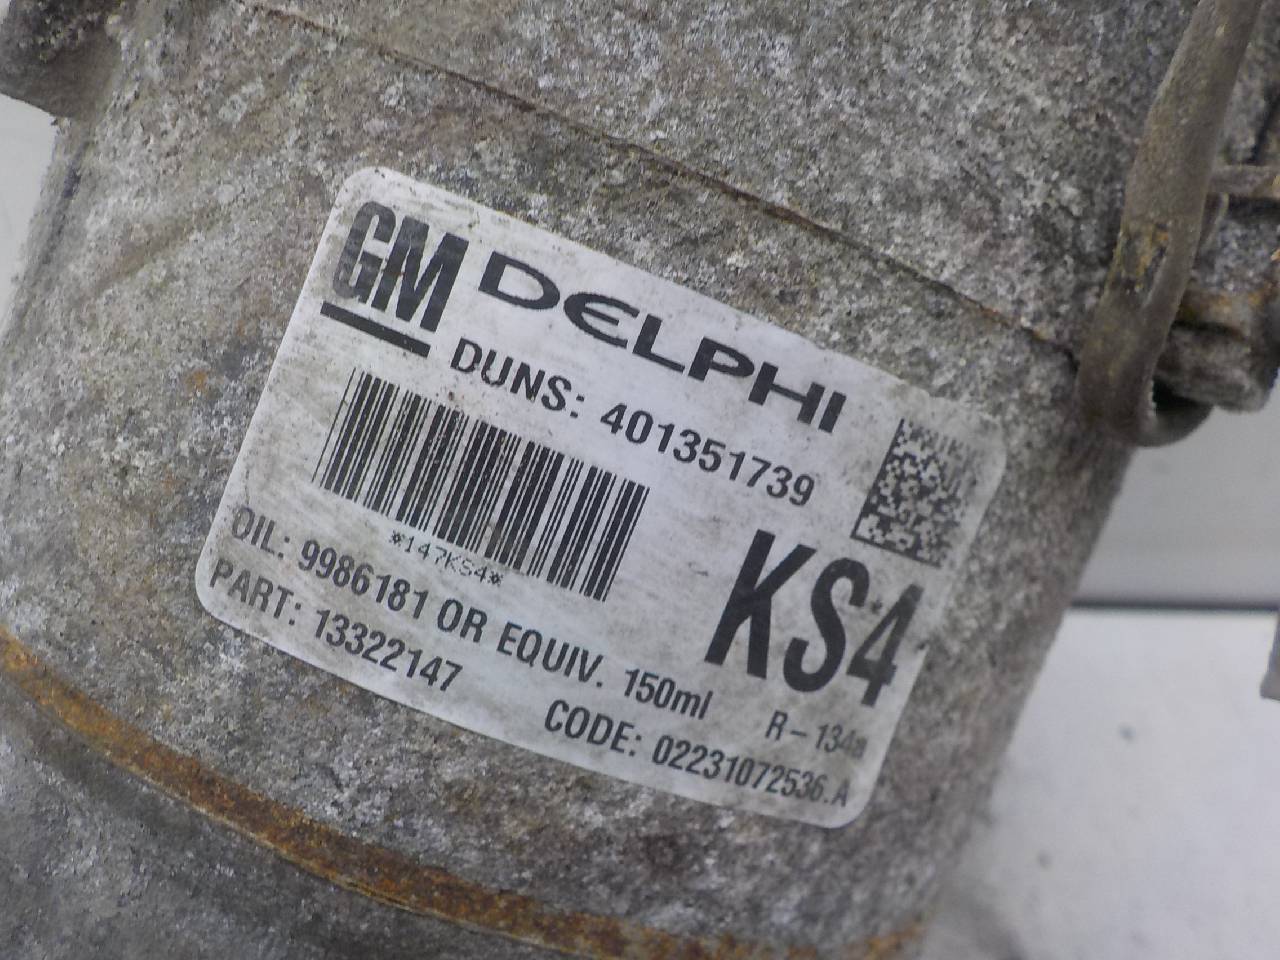 GM DELPHI
DUNS: 401351739
*147KS4*
KS4
OIL: 9986181 OR EQUIV. 150ml
R-134a
PART: 13322147
CODE: 02231072536.A